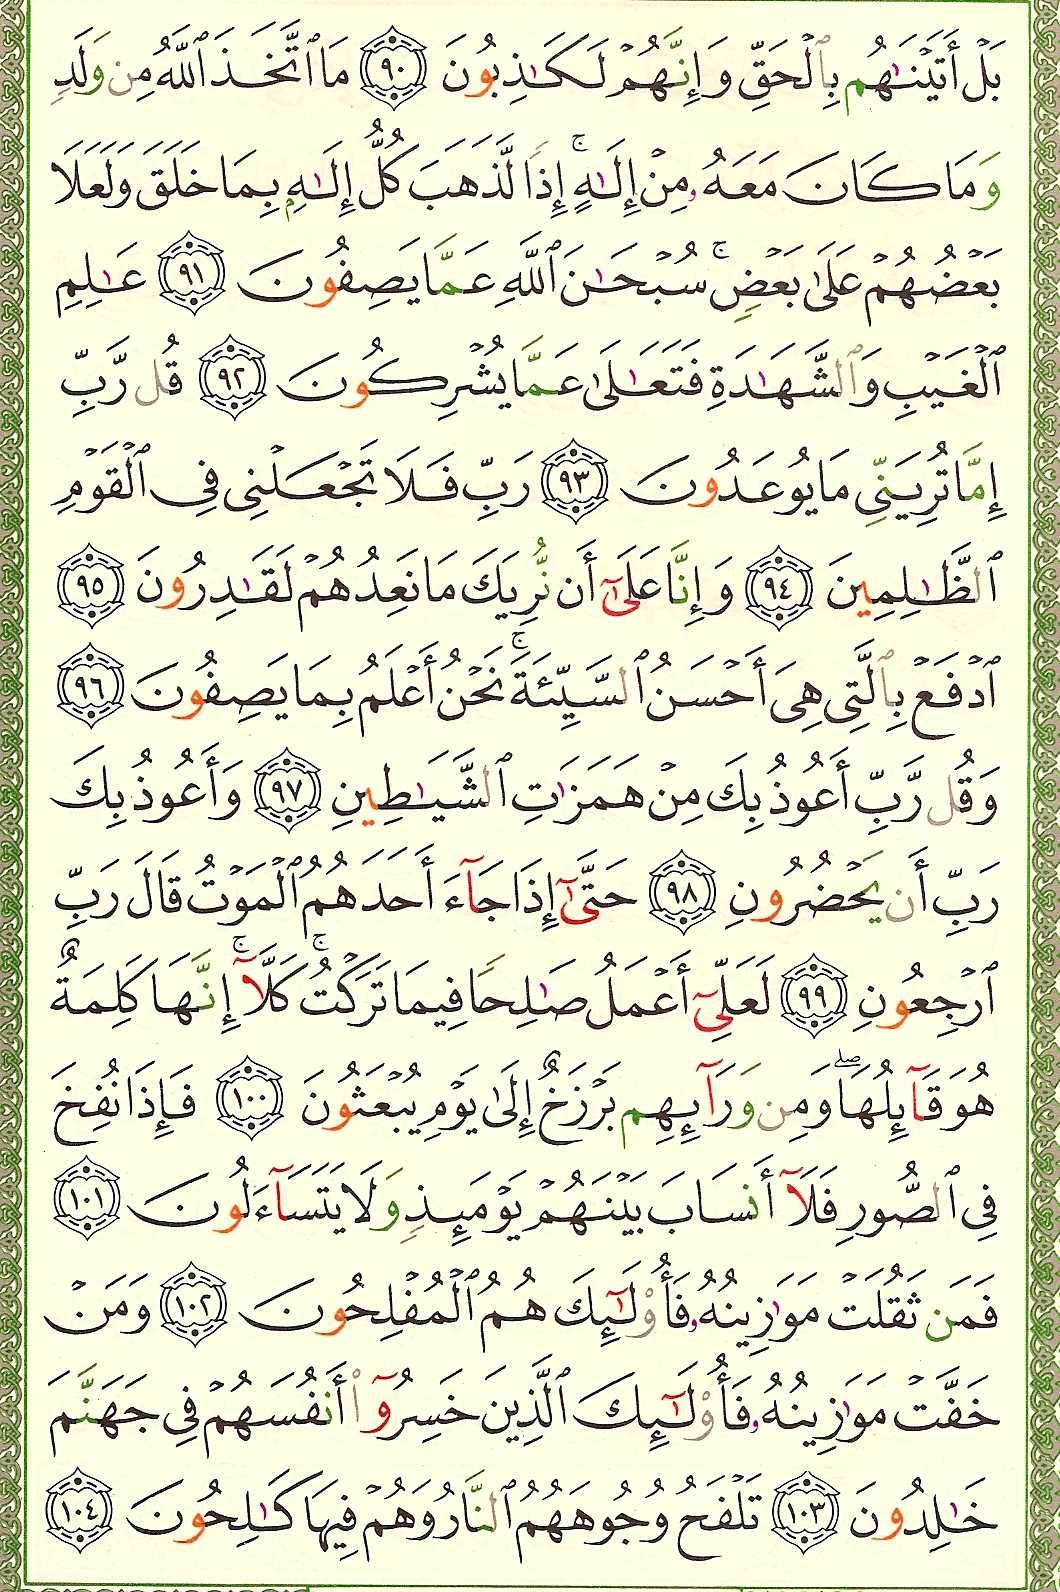 بَلْ أَتَيْنَٰهُم بِٱلْحَقِّ وَإِنَّهُمْ لَكَٰذِبُونَ ٩٠ مَا ٱتَّخَذَ ٱللَّهُ مِن وَلَدٍ
وَمَا كَانَ مَعَهُۥ مِنْ إِلَٰهٍ ۚ إِذًا لَّذَهَبَ كُلُّ إِلَٰهٍۭ بِمَا خَلَقَ وَلَعَلَا
بَعْضُهُمْ عَلَىٰ بَعْضٍ ۚ سُبْحَٰنَ ٱللَّهِ عَمَّا يَصِفُونَ ٩١ عَٰلِمِ
ٱلْغَيْبِ وَٱلشَّهَٰدَةِ فَتَعَٰلَىٰ عَمَّا يُشْرِكُونَ ٩٢ قُل رَّبِّ
إِمَّا تُرِيَنِّى مَا يُوعَدُونَ ٩٣ رَبِّ فَلَا تَجْعَلْنِى فِى ٱلْقَوْمِ
ٱلظَّٰلِمِينَ ٩٤ وَإِنَّا عَلَىٰٓ أَن نُّرِيَكَ مَا نَعِدُهُمْ لَقَٰدِرُونَ ٩٥
ٱدْفَعْ بِٱلَّتِى هِىَ أَحْسَنُ ٱلسَّيِّئَةَ ۚ نَحْنُ أَعْلَمُ بِمَا يَصِفُونَ ٩٦
وَقُل رَّبِّ أَعُوذُ بِكَ مِنْ هَمَزَٰتِ ٱلشَّيَٰطِينِ ٩٧ وَأَعُوذُ بِكَ
رَبِّ أَن يَحْضُرُونِ ٩٨ حَتَّىٰٓ إِذَا جَآءَ أَحَدَهُمُ ٱلْمَوْتُ قَالَ رَبِّ
ٱرْجِعُونِ ٩٩ لَعَلِّىٓ أَعْمَلُ صَٰلِحًا فِيمَا تَرَكْتُ ۚ كَلَّآ ۚ إِنَّهَا كَلِمَةٌ
هُوَ قَآئِلُهَا ۖ وَمِن وَرَآئِهِم بَرْزَخٌ إِلَىٰ يَوْمِ يُبْعَثُونَ ١٠٠ فَإِذَا نُفِخَ
فِى ٱلصُّورِ فَلَآ أَنسَابَ بَيْنَهُمْ يَوْمَئِذٍ وَلَا يَتَسَآءَلُونَ ١٠١
فَمَن ثَقُلَتْ مَوَٰزِينُهُۥ فَأُو۟لَٰٓئِكَ هُمُ ٱلْمُفْلِحُونَ ١٠٢ وَمَنْ
خَفَّتْ مَوَٰزِينُهُۥ فَأُو۟لَٰٓئِكَ ٱلَّذِينَ خَسِرُوٓا۟ أَنفُسَهُمْ فِى جَهَنَّمَ
خَٰلِدُونَ ١٠٣ تَلْفَحُ وُجُوهَهُمُ ٱلنَّارُ وَهُمْ فِيهَا كَٰلِحُونَ ١٠٤